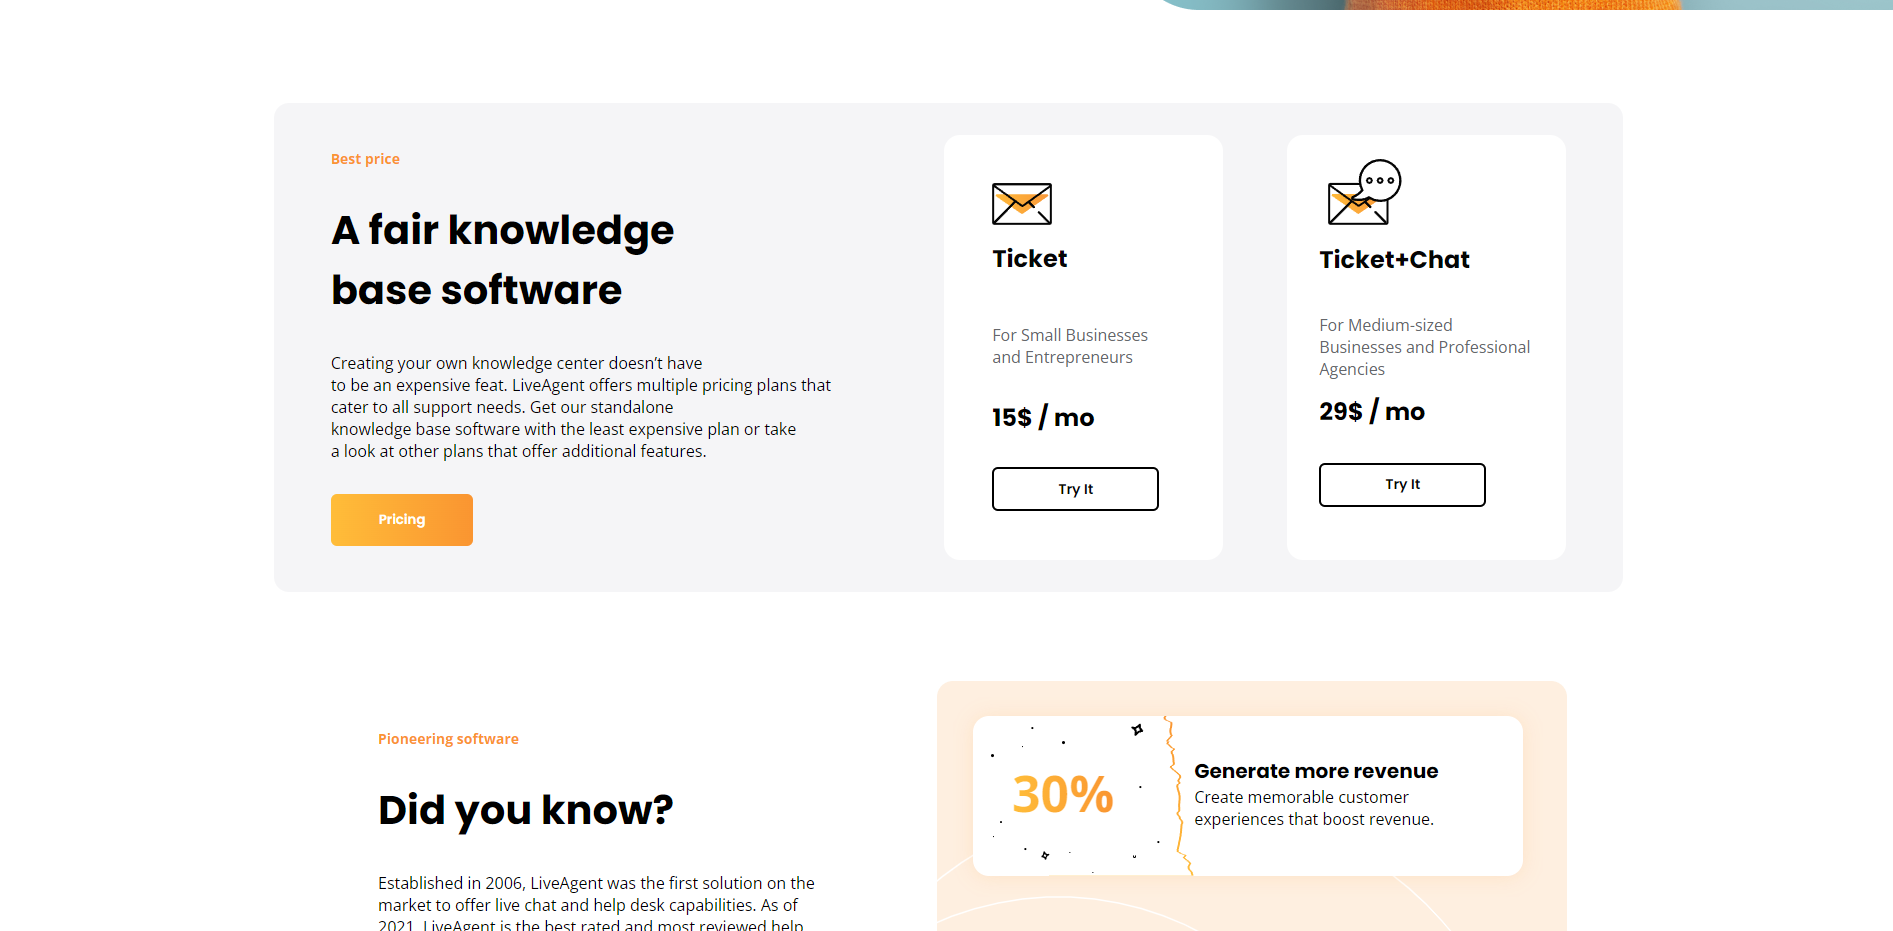 Best price
A fair knowledge
base software
Creating your own knowledge center doesn’t have
to be an expensive feat. LiveAgent offers multiple pricing plans that
cater to all support needs. Get our standalone
knowledge base software with the least expensive plan or take
a look at other plans that offer additional features.
Pricing
Ticket
For Small Businesses
and Entrepreneurs
15$ / mo
Try It
Ticket+Chat
For Medium-sized
Businesses and Professional
Agencies
29$ / mo
Try It
Pioneering software
Did you know?
Established in 2006, LiveAgent was the first solution on the
market to offer live chat and help desk capabilities. As of
2021, LiveAgent is the best rated and most reviewed help
30%
Generate more revenue
Create memorable customer
experiences that boost revenue.